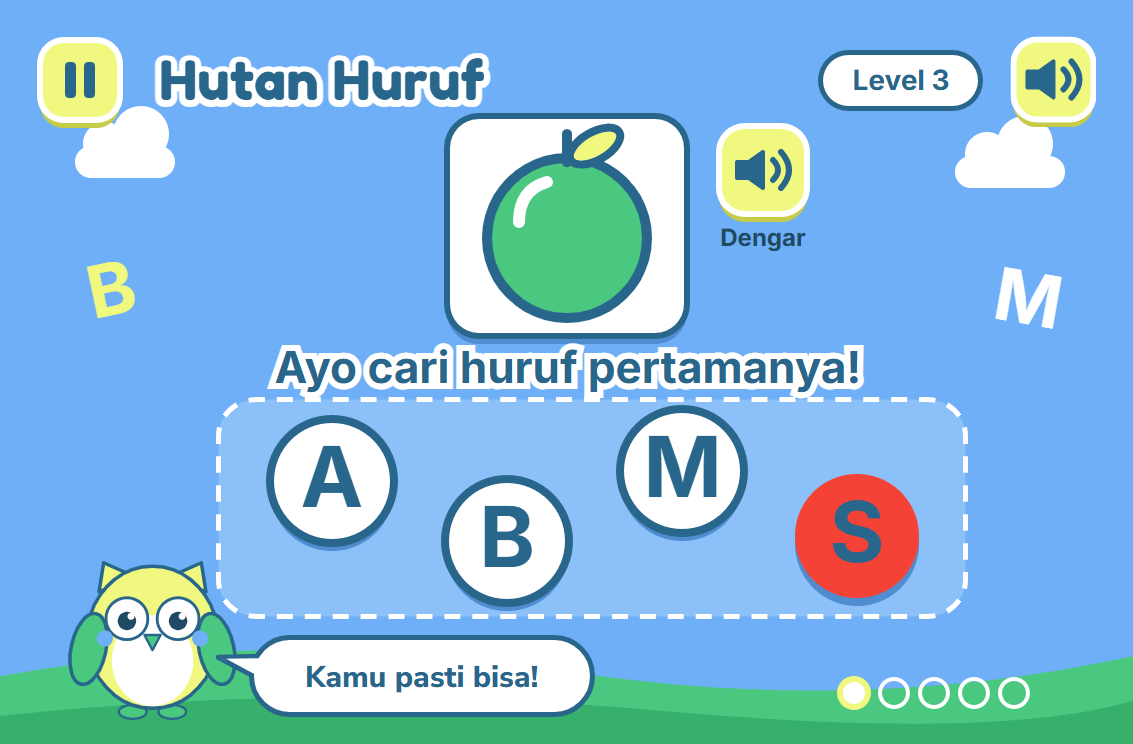 Hutan Huruf
Level 3
Dengar
B
M
Ayo cari huruf pertamanya!
A
B
M
S
Kamu pasti bisa!